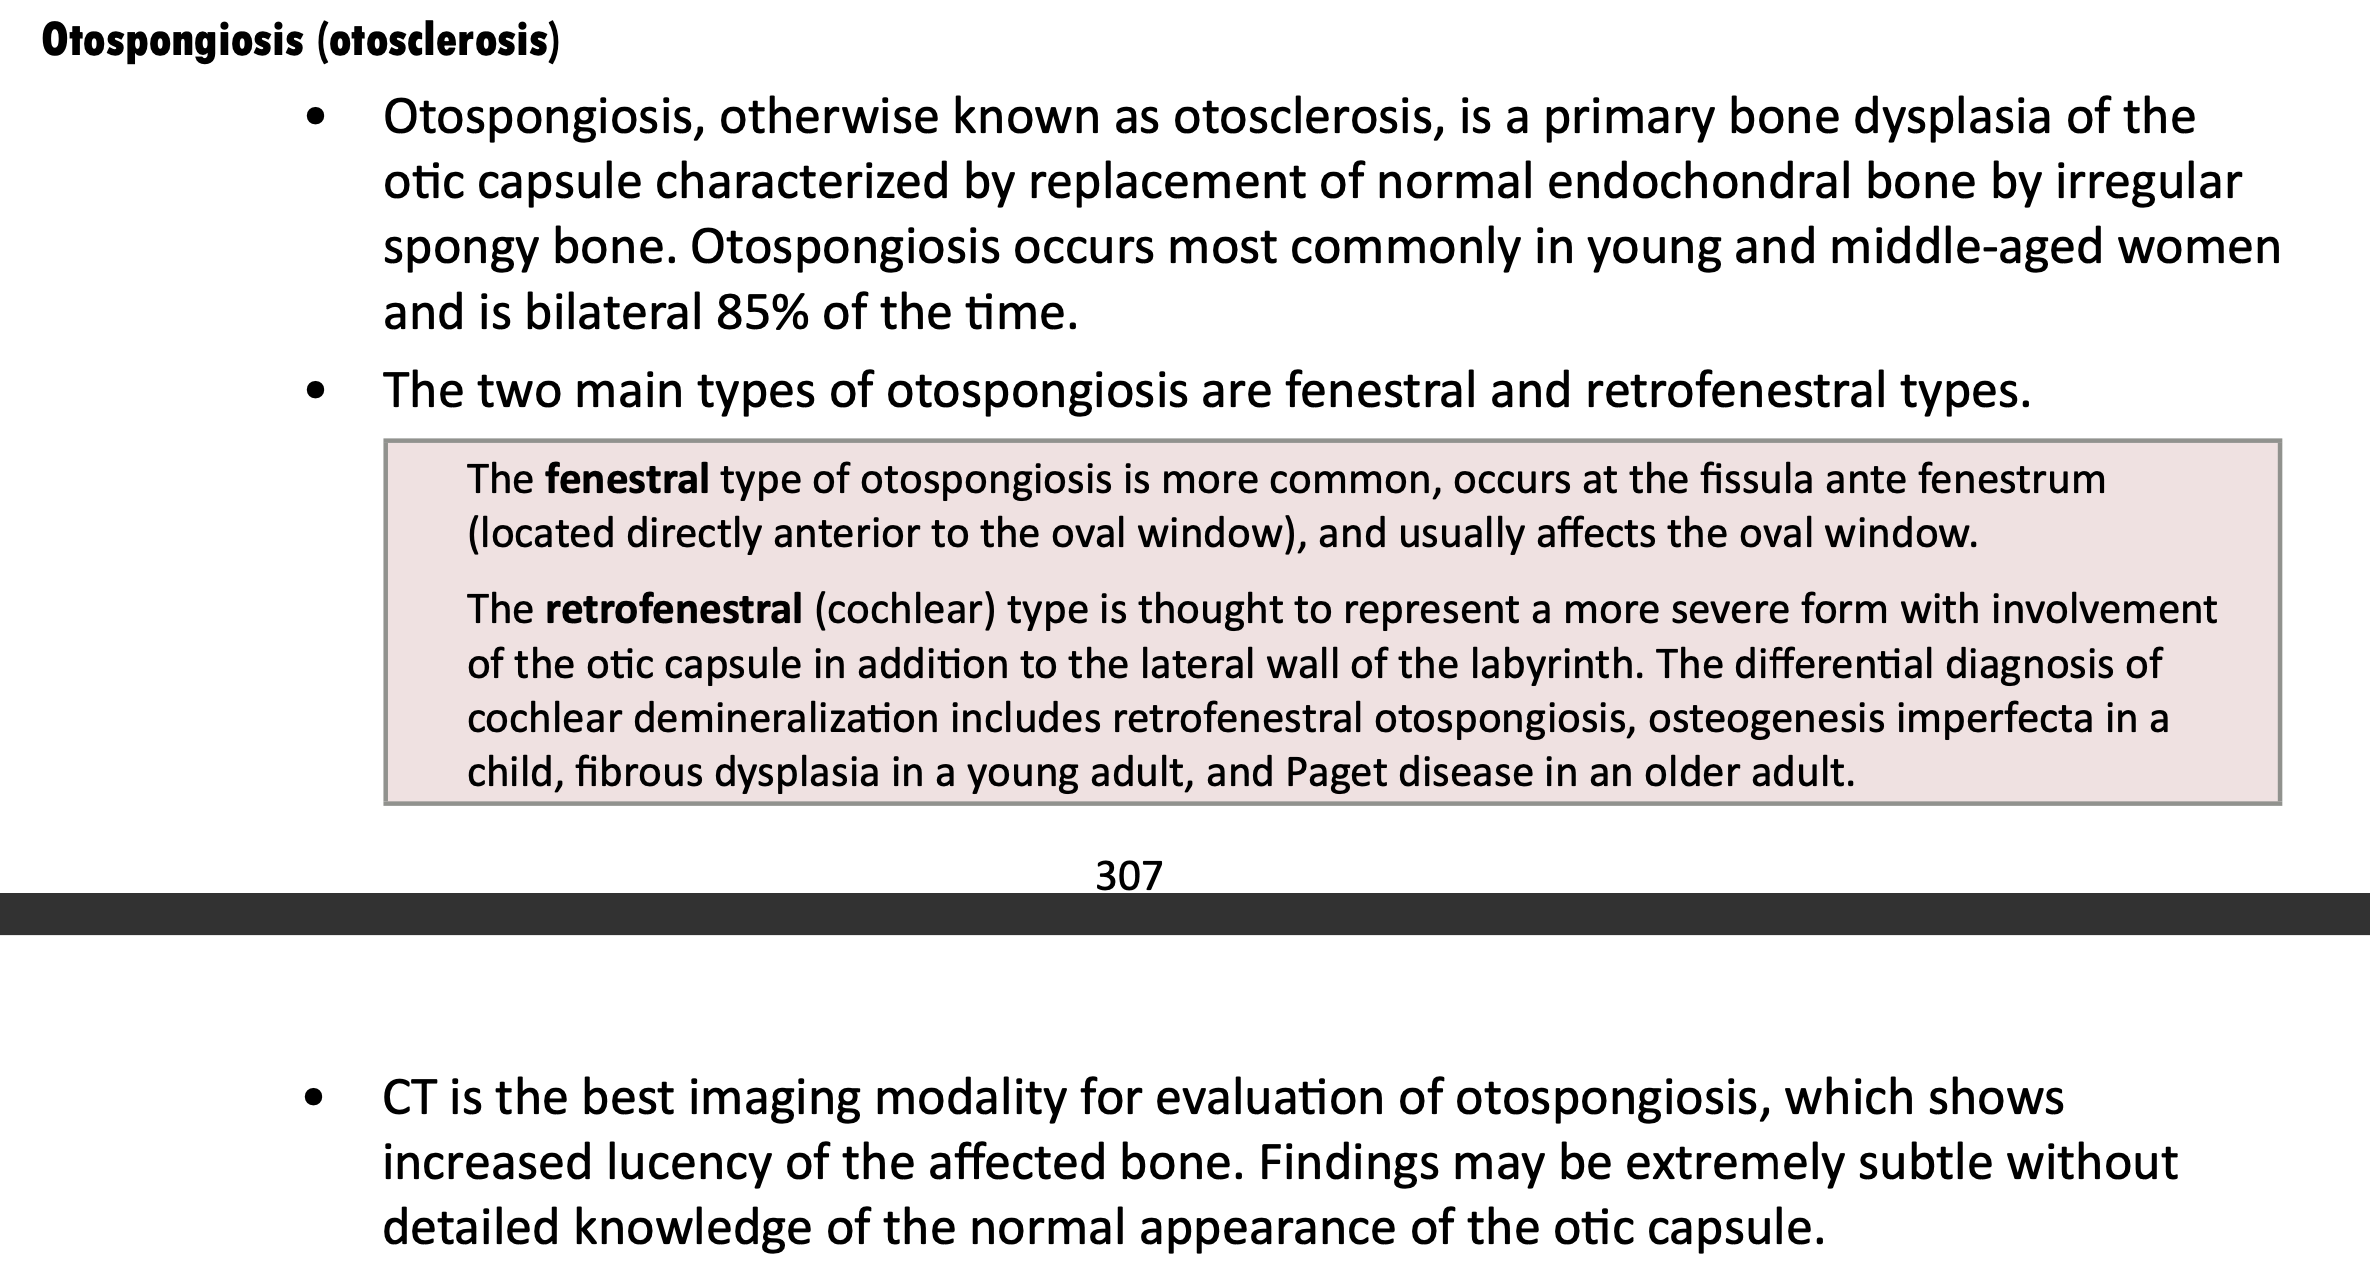 Otospongiosis (otosclerosis)
• Otospongiosis, otherwise known as otosclerosis, is a primary bone dysplasia of the
otic capsule characterized by replacement of normal endochondral bone by irregular
spongy bone. Otospongiosis occurs most commonly in young and middle-aged women
and is bilateral 85% of the time.
• The two main types of otospongiosis are fenestral and retrofenestral types.
The fenestral type of otospongiosis is more common, occurs at the fissula ante fenestrum
(located directly anterior to the oval window), and usually affects the oval window.
The retrofenestral (cochlear) type is thought to represent a more severe form with involvement
of the otic capsule in addition to the lateral wall of the labyrinth. The differential diagnosis of
cochlear demineralization includes retrofenestral otospongiosis, osteogenesis imperfecta in a
child, fibrous dysplasia in a young adult, and Paget disease in an older adult.
307
• CT is the best imaging modality for evaluation of otospongiosis, which shows
increased lucency of the affected bone. Findings may be extremely subtle without
detailed knowledge of the normal appearance of the otic capsule.